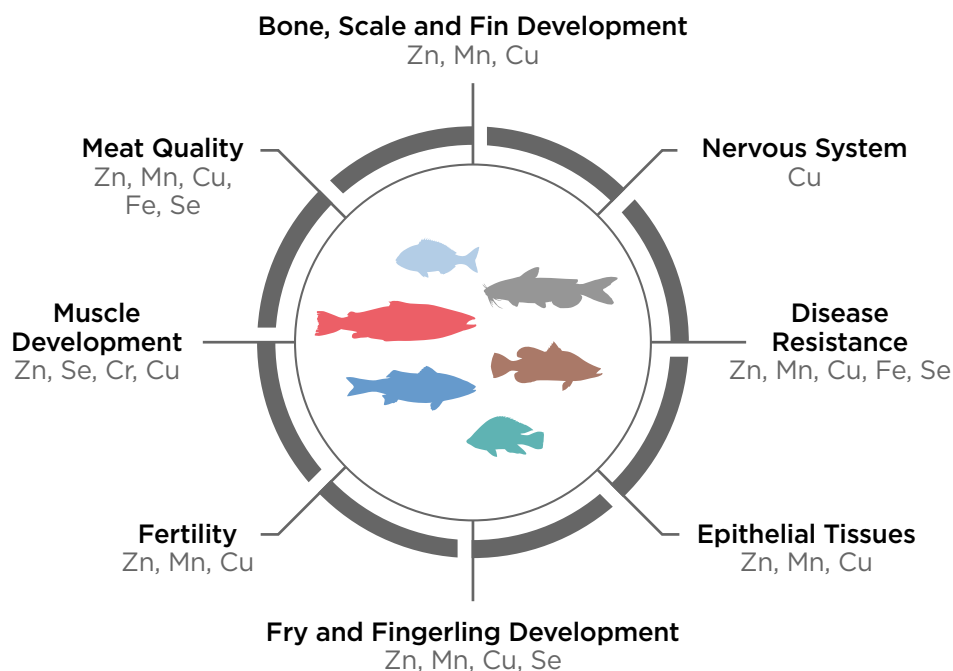 Bone, Scale and Fin Development
Zn, Mn, Cu
Meat Quality
Zn, Mn, Cu,
Fe, Se
Nervous System
Cu
Muscle
Development
Zn, Se, Cr, Cu
Disease
Resistance
Zn, Mn, Cu, Fe, Se
Fertility
Zn, Mn, Cu
Epithelial Tissues
Zn, Mn, Cu
Fry and Fingerling Development
Zn, Mn, Cu, Se